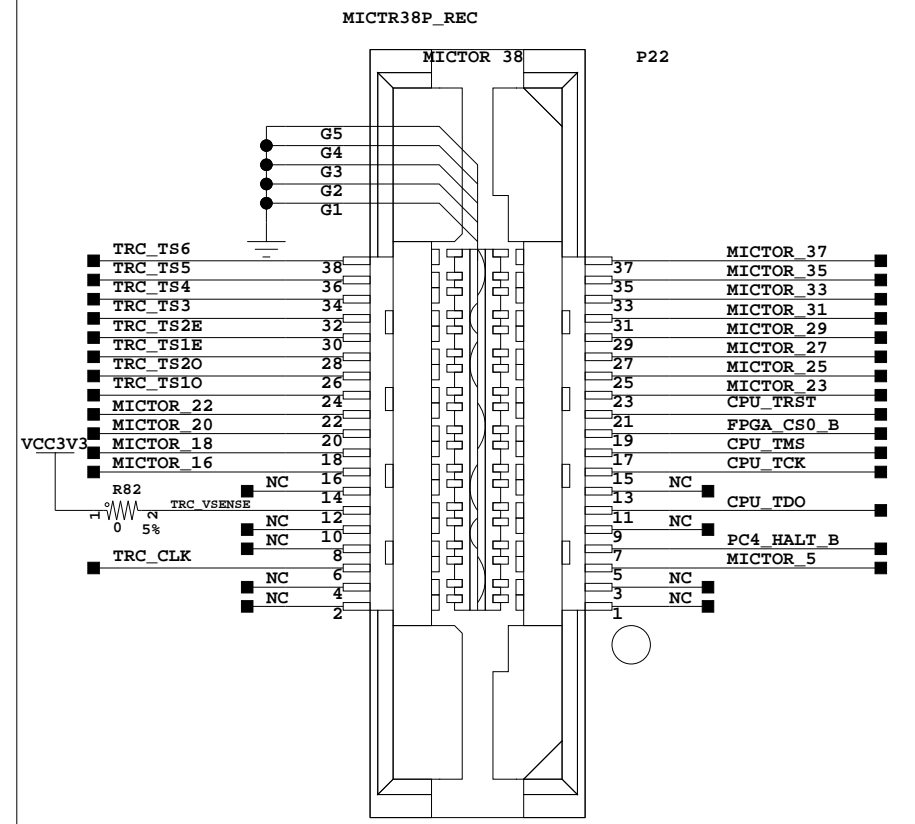 MICTR38P_REC
MICTOR 38 P22
G5
G4
G3
G2
G1
TRC_TS6 38 37 MICTOR_37
TRC_TS5 36 35 MICTOR_35
TRC_TS4 34 33 MICTOR_33
TRC_TS3 32 31 MICTOR_31
TRC_TS2E 30 29 MICTOR_29
TRC_TS1E 28 27 MICTOR_27
TRC_TS2O 26 25 MICTOR_25
TRC_TS1O 24 23 MICTOR_23
MICTOR_22 22 21 CPU_TRST
MICTOR_20 20 19 FPGA_CS0_B
VCC3V3 MICTOR_18 18 17 CPU_TMS
MICTOR_16 16 15 CPU_TCK
NC 14 13 NC
R82 1 2 0 5% TRC_VSENSE 12 11 CPU_TDO
NC 10 9 NC
NC 8 7 PC4_HALT_B
TRC_CLK 6 5 MICTOR_5
NC 4 3 NC
NC 2 1 NC